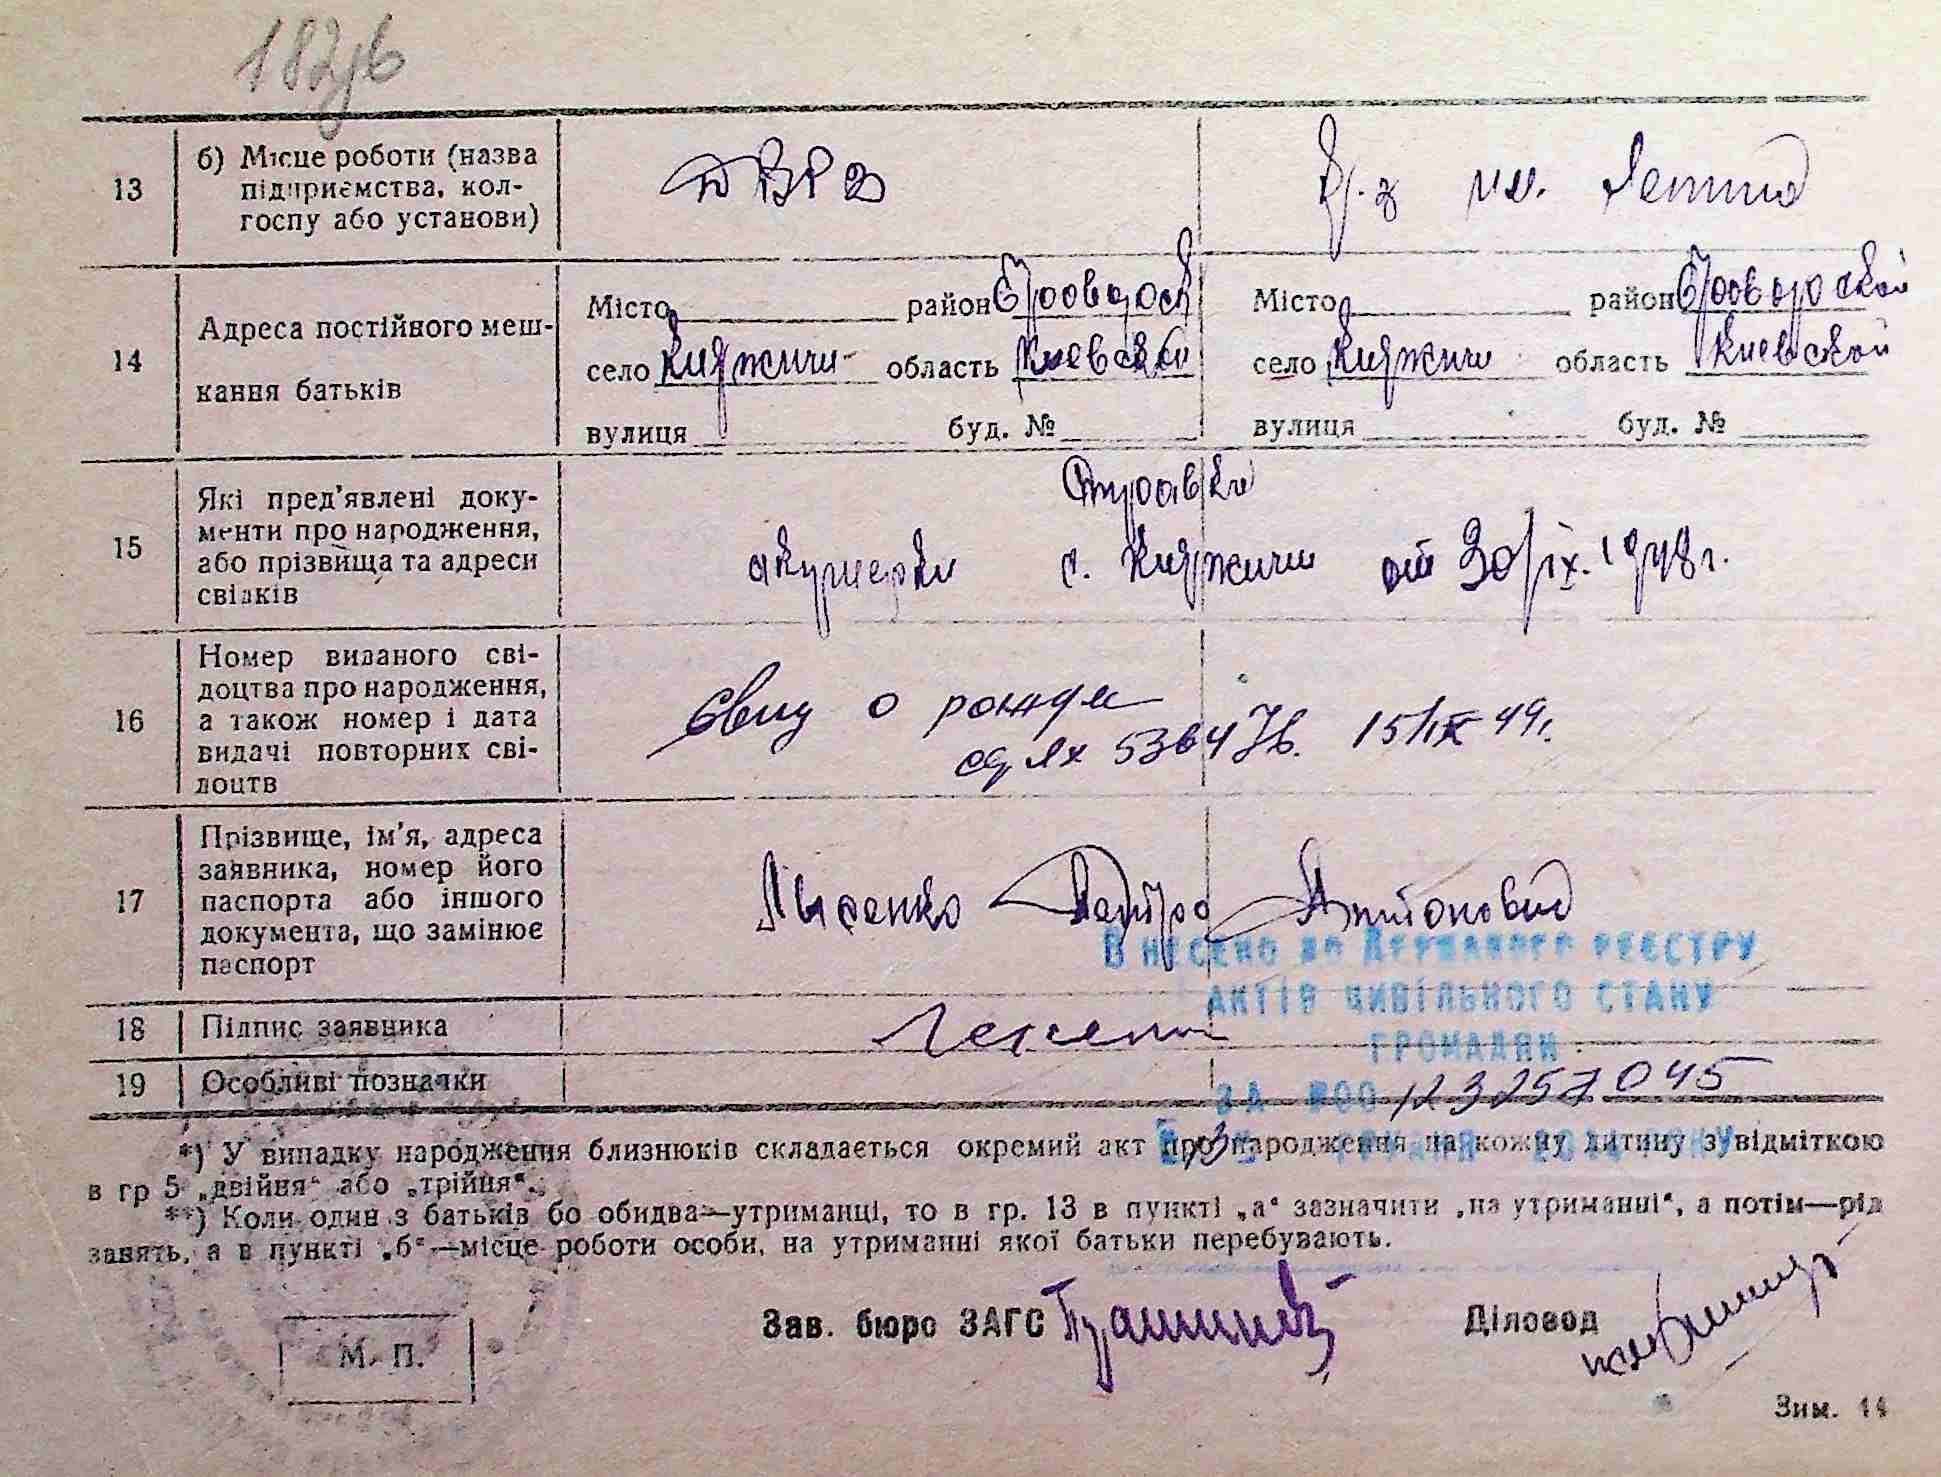 182
13
б) Місце роботи (назва
підприємства, кол-
госпу або установи)
ДВРЗ
к-з им. Ленина
14
Адреса постійного меш-
кання батьків
Місто район Броварской
село Княжичи область Киевской
вулиця буд. №
Місто район Броварской
село Княжичи область Киевской
вулиця буд. №
15
Які пред'явлені доку-
менти про народження,
або прізвища та адреси
свідків
Справки
акушерки с. Княжичи от 30/IX. 1948 г.
16
Номер виданого сві-
доцтва про народження,
а також номер і дата
видачі повторних сві-
доцтв
Свид о рожден
ЯХ 15/IX 49 г.
17
Прізвище, ім'я, адреса
заявника, номер його
паспорта або іншого
документа, що замінює
паспорт
Лысенко Петро Антонович
ВНЕСЕНО ДО ДЕРЖАВНОГО РЕЄСТРУ
АКТІВ ЦИВІЛЬНОГО СТАНУ
ГРОМАДЯН
18
Підпис заявника
19
Особливі позначки
ЗА №00 123257045
*) У випадку народження близнюків складається окремий акт про народження на кожну дитину з відміткою
в гр 5 „двійня“ або „трійня“.
**) Коли один з батьків бо обидва—утриманці, то в гр. 13 в пункті „а“ зазначити „на утриманні“, а потім—рід
занять, а в пункті „б“—місце роботи особи, на утриманні якої батьки перебувають.
М. П.
Зав. бюро ЗАГС
Діловод
Зим. 14